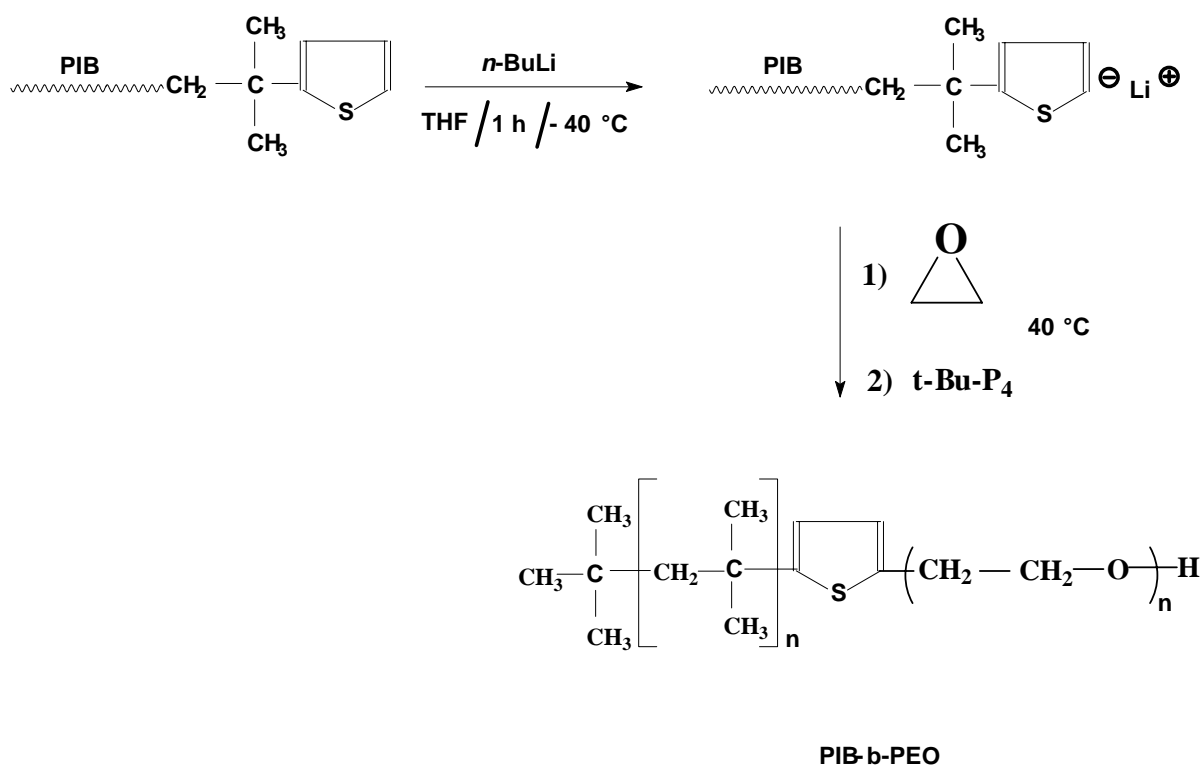 CH₃ CH₃
PIB n-BuLi PIB
CH₂ — C S CH₂ — C S ⊖ Li ⊕
THF / 1 h / - 40 °C
CH₃ CH₃
O
1)
40 °C
2) t-Bu-P₄
CH₃ CH₃
CH₃ — C — CH₂ — C — S — ( CH₂ — CH₂ — O )n H
CH₃ CH₃ n
PIB-b-PEO